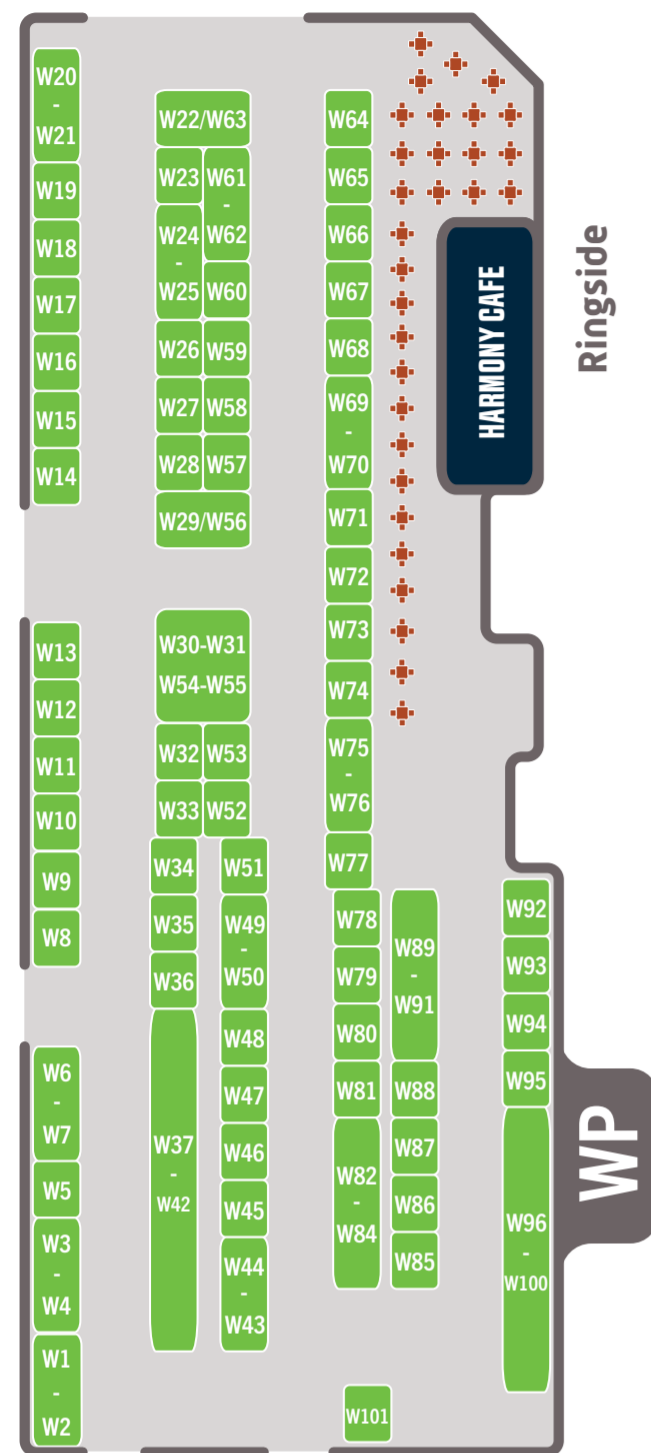 W20
-
W21
W19
W18
W17
W16
W15
W14
W13
W12
W11
W10
W9
W8
W6
-
W7
W5
W3
-
W4
W1
-
W2
W22/W63
W23
W61
-
W62
W24
-
W25
W60
W26
W59
W27
W58
W28
W57
W29/W56
W30-W31
W54-W55
W32
W53
W33
W52
W34
W51
W35
W49
-
W50
W36
W48
W37
-
W42
W47
W46
W45
W44
-
W43
W64
W65
W66
W67
W68
W69
-
W70
W71
W72
W73
W74
W75
-
W76
W77
W78
W79
W80
W81
W82
-
W84
W89
-
W91
W88
W87
W86
W85
W101
HARMONY CAFE
Ringside
W92
W93
W94
W95
W96
-
W100
WP